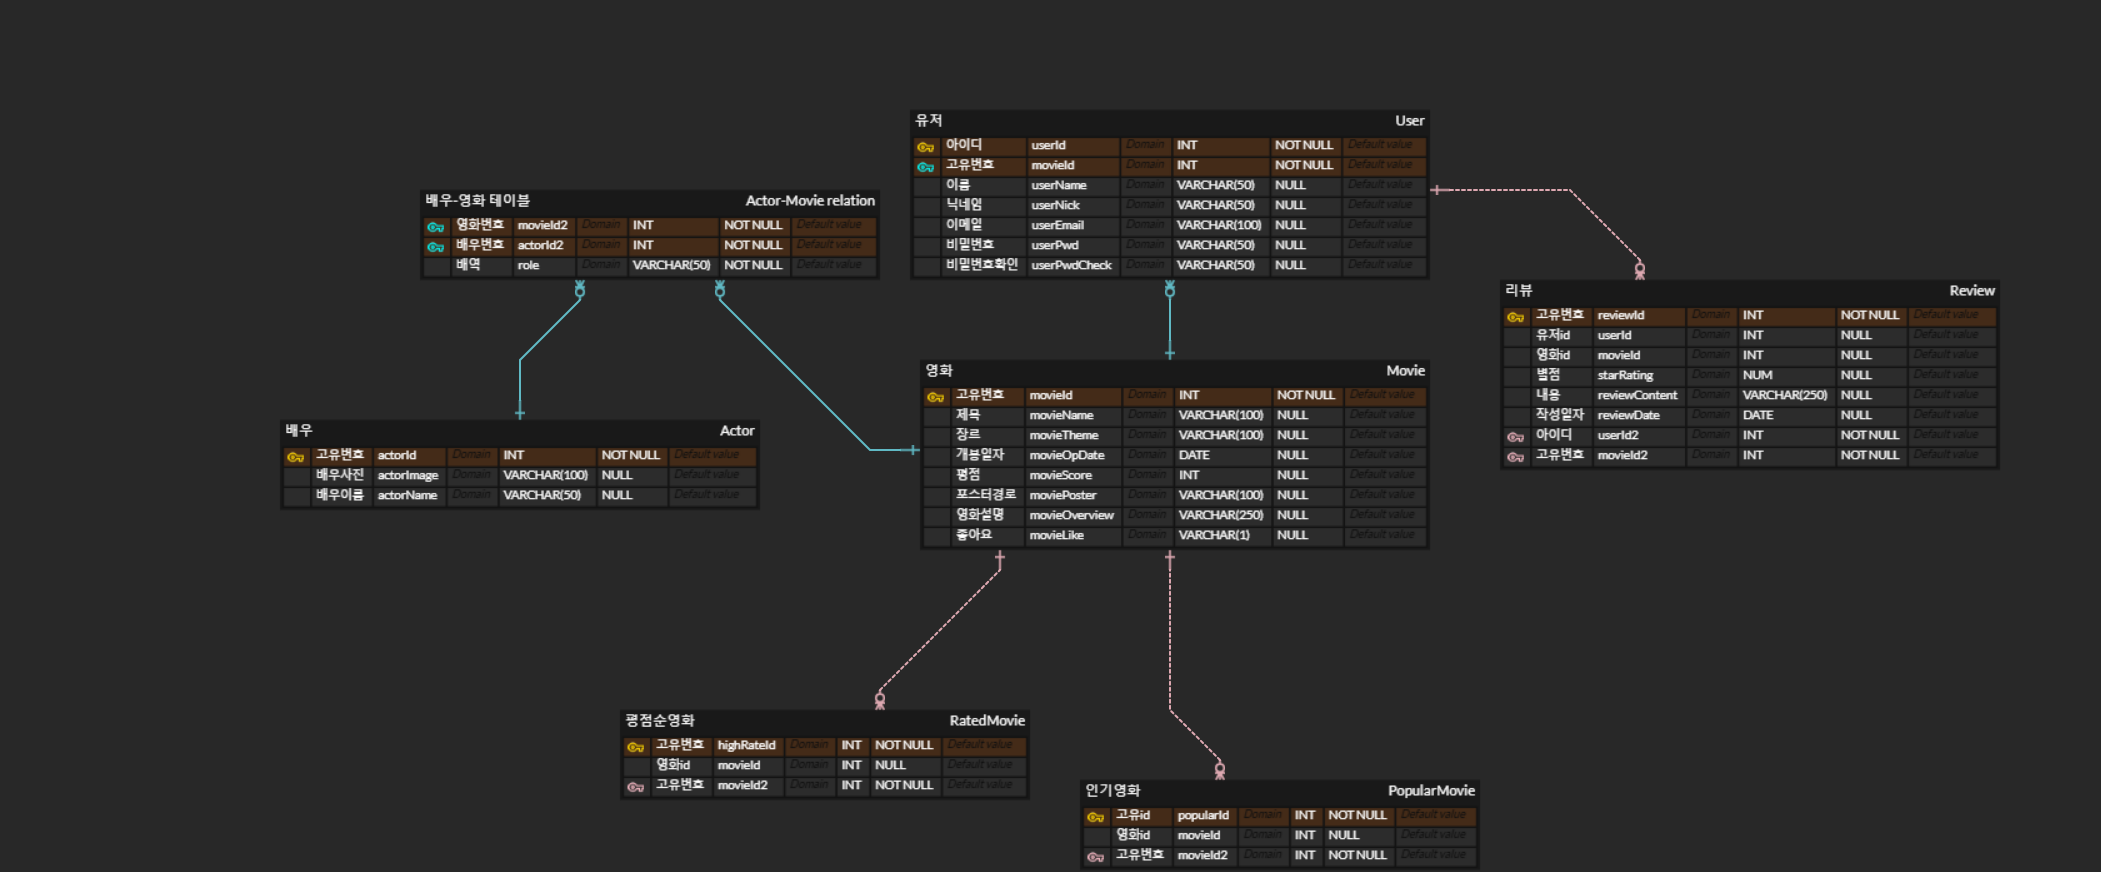 유저 User
아이디 userId Domain INT NOT NULL Default value
고유번호 movieId Domain INT NOT NULL Default value
이름 userName Domain VARCHAR(50) NULL Default value
닉네임 userNick Domain VARCHAR(50) NULL Default value
이메일 userEmail Domain VARCHAR(100) NULL Default value
비밀번호 userPwd Domain VARCHAR(50) NULL Default value
비밀번호확인 userPwdCheck Domain VARCHAR(50) NULL Default value
배우-영화 테이블 Actor-Movie relation
영화번호 movieId2 Domain INT NOT NULL Default value
배우번호 actorId2 Domain INT NOT NULL Default value
배역 role Domain VARCHAR(50) NOT NULL Default value
리뷰 Review
고유번호 reviewId Domain INT NOT NULL Default value
유저id userId Domain INT NULL Default value
영화id movieId Domain INT NULL Default value
별점 starRating Domain NUM NULL Default value
내용 reviewContent Domain VARCHAR(250) NULL Default value
작성일자 reviewDate Domain DATE NULL Default value
아이디 userId2 Domain INT NOT NULL Default value
고유번호 movieId2 Domain INT NOT NULL Default value
영화 Movie
고유번호 movieId Domain INT NOT NULL Default value
제목 movieName Domain VARCHAR(100) NULL Default value
장르 movieTheme Domain VARCHAR(100) NULL Default value
개봉일자 movieOpDate Domain DATE NULL Default value
평점 movieScore Domain INT NULL Default value
포스터경로 moviePoster Domain VARCHAR(100) NULL Default value
영화설명 movieOverview Domain VARCHAR(250) NULL Default value
좋아요 movieLike Domain VARCHAR(1) NULL Default value
배우 Actor
고유번호 actorId Domain INT NOT NULL Default value
배우사진 actorImage Domain VARCHAR(100) NULL Default value
배우이름 actorName Domain VARCHAR(50) NULL Default value
평점순영화 RatedMovie
고유번호 highRateId Domain INT NOT NULL Default value
영화id movieId Domain INT NULL Default value
고유번호 movieId2 Domain INT NOT NULL Default value
인기영화 PopularMovie
고유id popularId Domain INT NOT NULL Default value
영화id movieId Domain INT NULL Default value
고유번호 movieId2 Domain INT NOT NULL Default value